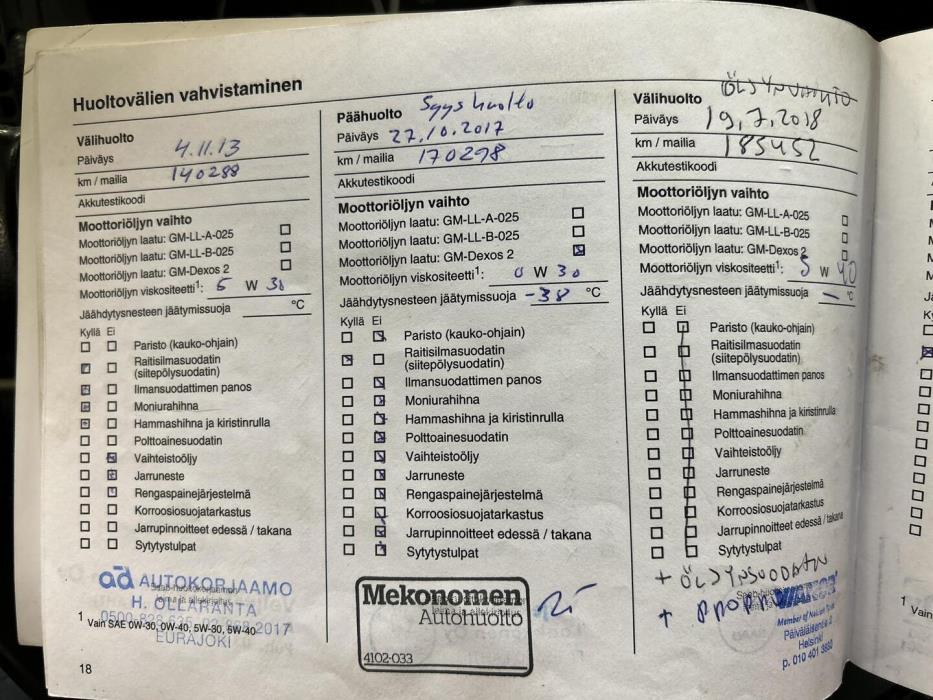 Huoltovälien vahvistaminen
Välihuolto
Päiväys 4.11.13
km / mailia 140288
Akkutestikoodi
Moottoriöljyn vaihto
Moottoriöljyn laatu: GM-LL-A-025
Moottoriöljyn laatu: GM-LL-B-025
Moottoriöljyn laatu: GM-Dexos 2
Moottoriöljyn viskositeetti¹: 5 W 30
Jäähdytysnesteen jäätymissuoja °C
Kyllä Ei
Paristo (kauko-ohjain)
Raitisilmasuodatin
(siitepölysuodatin)
Ilmansuodattimen panos
Moniurahihna
Hammashihna ja kiristinrulla
Polttoainesuodatin
Vaihteistoöljy
Jarruneste
Rengaspainejärjestelmä
Korroosiosuojatarkastus
Jarrupinnoitteet edessä / takana
Sytytystulpat
ad AUTOKORJAAMO
H. OLLARANTA
EURAJOKI
¹ Vain SAE 0W-30, 0W-40, 5W-30, 5W-40
18
Päähuolto Syyshuolto
Päiväys 27.10.2017
km / mailia 170298
Akkutestikoodi
Moottoriöljyn vaihto
Moottoriöljyn laatu: GM-LL-A-025
Moottoriöljyn laatu: GM-LL-B-025
Moottoriöljyn laatu: GM-Dexos 2
Moottoriöljyn viskositeetti¹: 0 W 30
Jäähdytysnesteen jäätymissuoja -38 °C
Kyllä Ei
Paristo (kauko-ohjain)
Raitisilmasuodatin
(siitepölysuodatin)
Ilmansuodattimen panos
Moniurahihna
Hammashihna ja kiristinrulla
Polttoainesuodatin
Vaihteistoöljy
Jarruneste
Rengaspainejärjestelmä
Korroosiosuojatarkastus
Jarrupinnoitteet edessä / takana
Sytytystulpat
Mekonomen
Autohuolto
4102-033
ÖLJYNVAIHTO
Välihuolto
Päiväys 19.7.2018
km / mailia 185452
Akkutestikoodi
Moottoriöljyn vaihto
Moottoriöljyn laatu: GM-LL-A-025
Moottoriöljyn laatu: GM-LL-B-025
Moottoriöljyn laatu: GM-Dexos 2
Moottoriöljyn viskositeetti¹: 5 W 40
Jäähdytysnesteen jäätymissuoja — °C
Kyllä Ei
Paristo (kauko-ohjain)
Raitisilmasuodatin
(siitepölysuodatin)
Ilmansuodattimen panos
Moniurahihna
Hammashihna ja kiristinrulla
Polttoainesuodatin
Vaihteistoöljy
Jarruneste
Rengaspainejärjestelmä
Korroosiosuojatarkastus
Jarrupinnoitteet edessä / takana
Sytytystulpat
+ ÖLJYNSUODATIN
+
Päiväläisentie 2
Helsinki
¹ Vain